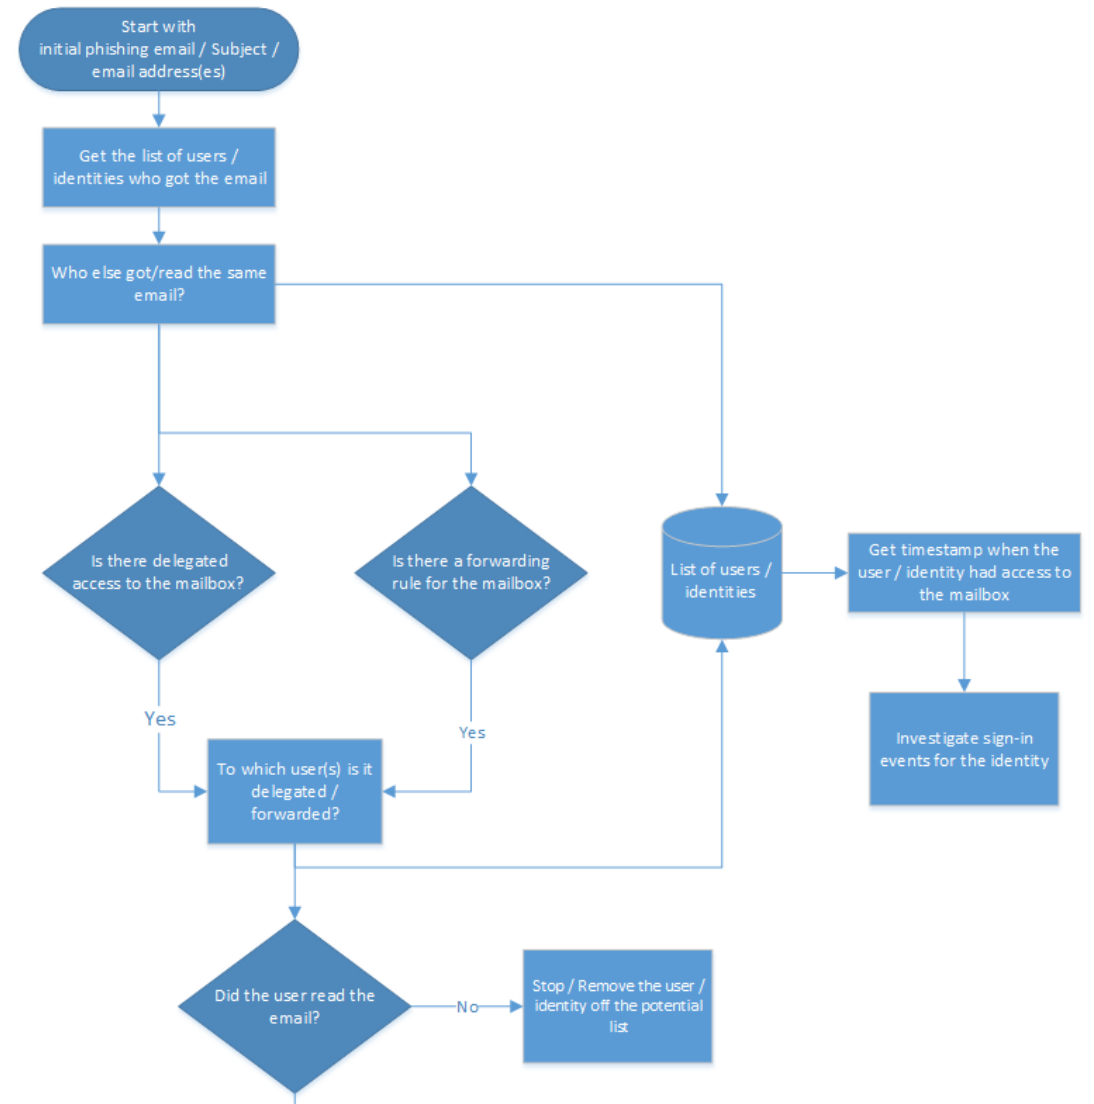 Start with
initial phishing email / Subject /
email address(es)
Get the list of users /
identities who got the email
Who else got/read the same
email?
Is there delegated
access to the mailbox?
Is there a forwarding
rule for the mailbox?
List of users /
identities
Get timestamp when the
user / identity had access to
the mailbox
Yes
Yes
Investigate sign-in
events for the identity
To which user(s) is it
delegated /
forwarded?
Did the user read the
email?
No
Stop / Remove the user /
identity off the potential
list